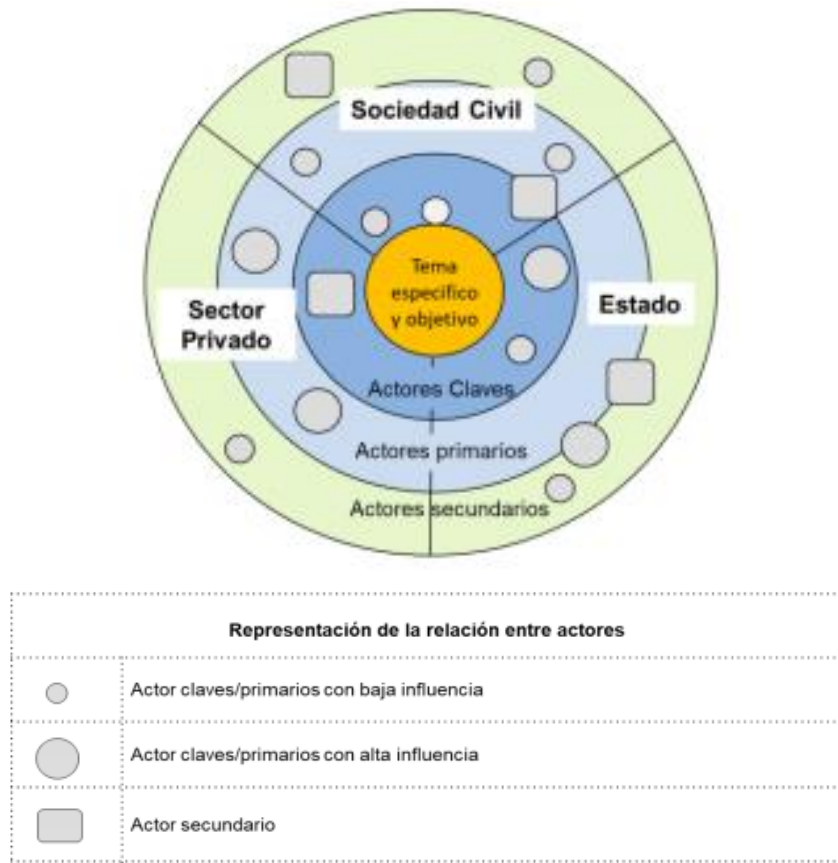 Sociedad Civil
Tema
específico
y objetivo
Sector
Privado
Estado
Actores Claves
Actores primarios
Actores secundarios
Representación de la relación entre actores
Actor claves/primarios con baja influencia
Actor claves/primarios con alta influencia
Actor secundario